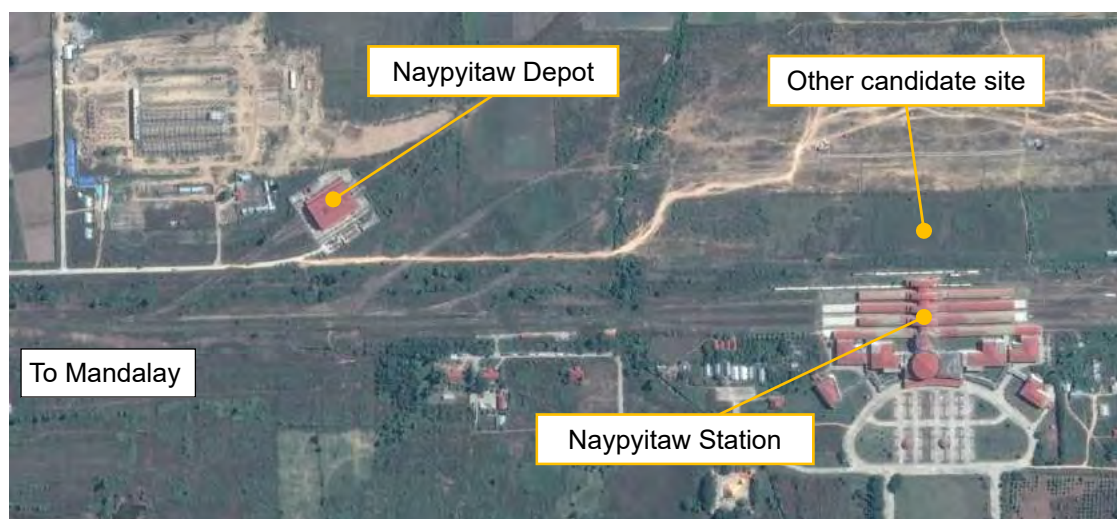 Naypyitaw Depot
Other candidate site
To Mandalay
Naypyitaw Station